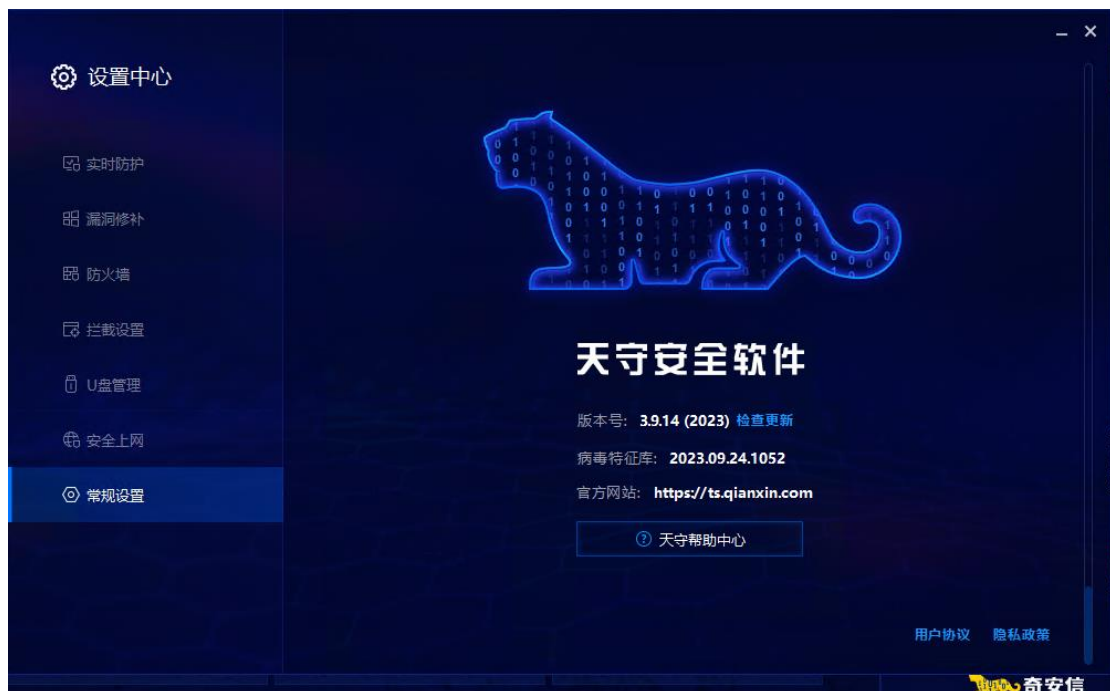 设置中心
实时防护
漏洞修补
防火墙
拦截设置
U盘管理
安全上网
常规设置
天守安全软件
版本号: 3.9.14 (2023) 检查更新
病毒特征库: 2023.09.24.1052
官方网站: https://ts.qianxin.com
天守帮助中心
用户协议 隐私政策
奇安信